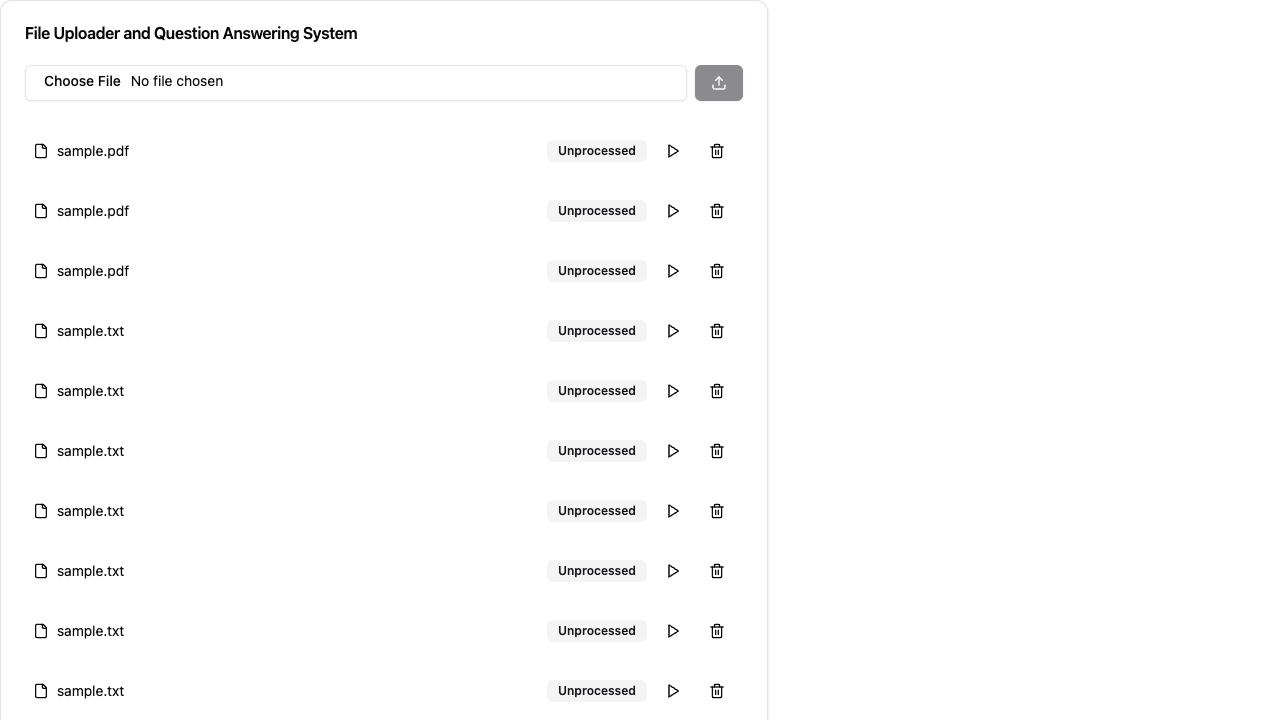 File Uploader and Question Answering System
Choose File No file chosen
sample.pdf Unprocessed
sample.pdf Unprocessed
sample.pdf Unprocessed
sample.txt Unprocessed
sample.txt Unprocessed
sample.txt Unprocessed
sample.txt Unprocessed
sample.txt Unprocessed
sample.txt Unprocessed
sample.txt Unprocessed